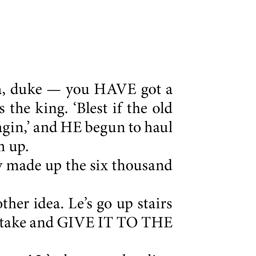 duke — you HAVE got a
the king. ‘Blest if the old
and HE begun to haul
up.
made up the six thousand
other idea. Le’s go up stairs
take and GIVE IT TO THE